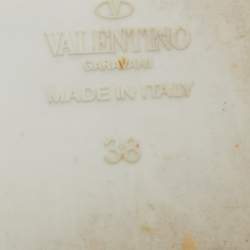 VALENTINO
GARAVANI
MADE IN ITALY
38